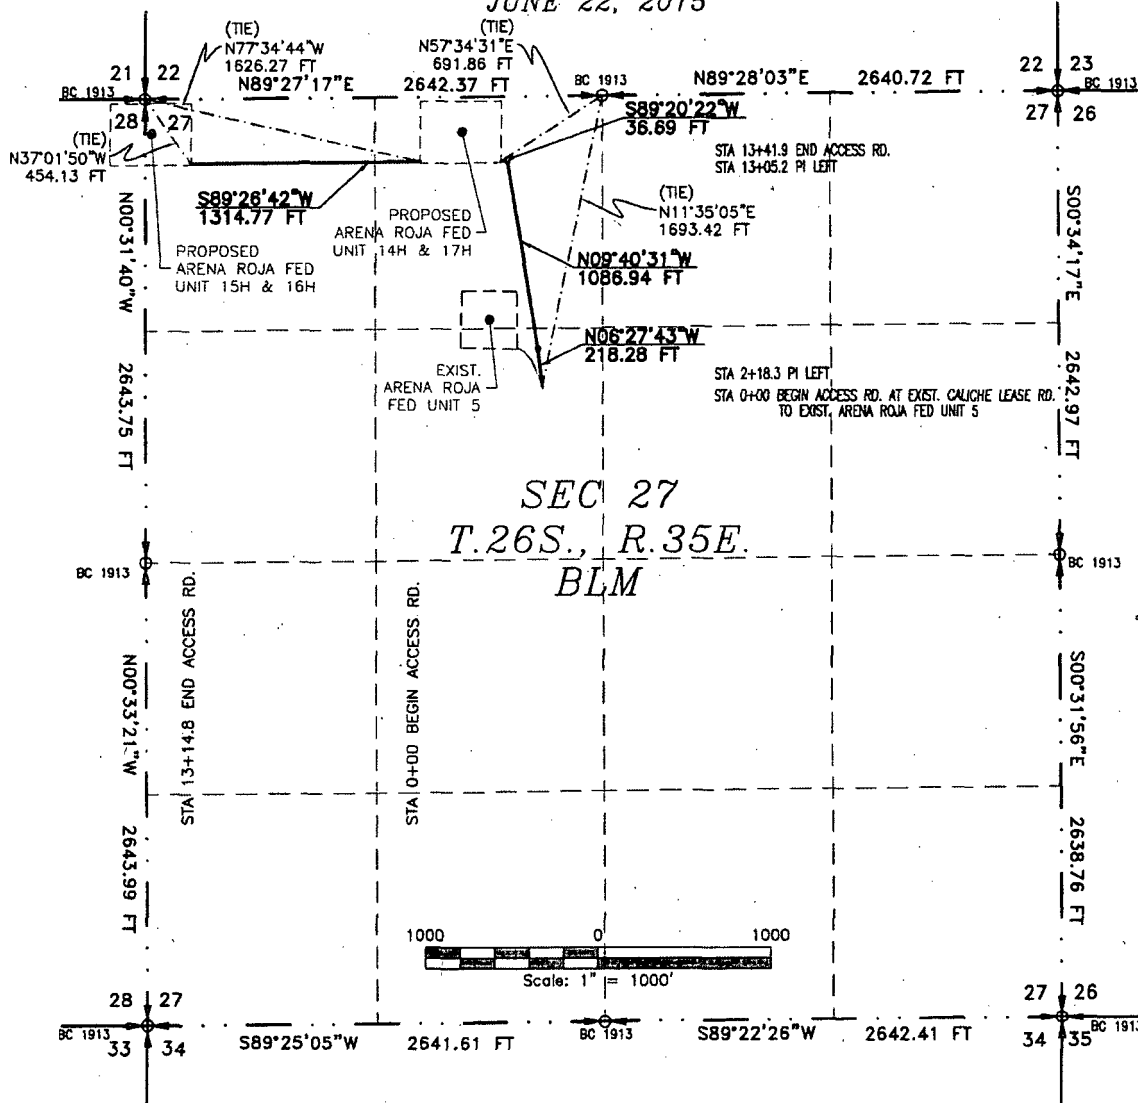 JUNE 22, 2015
(TIE)
N77°34'44"W
1626.27 FT
(TIE)
N57°34'31"E
691.86 FT
21 22
N89°27'17"E
2642.37 FT
BC 1913
N89°28'03"E
2640.72 FT
22 23
BC 1913
BC 1913
28 27
27 26
(TIE)
N37°01'50"W
454.13 FT
S89°20'22"W
36.69 FT
STA 13+41.9 END ACCESS RD.
STA 13+05.2 PI LEFT
S89°26'42"W
1314.77 FT
(TIE)
N11°35'05"E
1693.42 FT
PROPOSED
ARENA ROJA FED
UNIT 14H & 17H
PROPOSED
ARENA ROJA FED
UNIT 15H & 16H
N09°40'31"W
1086.94 FT
N00°31'40"W
2643.75 FT
S00°34'17"E
2642.97 FT
N06°27'43"W
218.28 FT
EXIST.
ARENA ROJA
FED UNIT 5
STA 2+18.3 PI LEFT
STA 0+00 BEGIN ACCESS RD. AT EXIST. CALICHE LEASE RD.
TO EXIST. ARENA ROJA FED UNIT 5
SEC 27
T.26S., R.35E.
BLM
BC 1913
BC 1913
STA 13+14.8 END ACCESS RD.
STA 0+00 BEGIN ACCESS RD.
N00°33'21"W
2643.99 FT
S00°31'56"E
2638.76 FT
1000 0 1000
Scale: 1" = 1000'
28 27
27 26
BC 1913
BC 1913
BC 1913
33 34
S89°25'05"W
2641.61 FT
S89°22'26"W
2642.41 FT
34 35